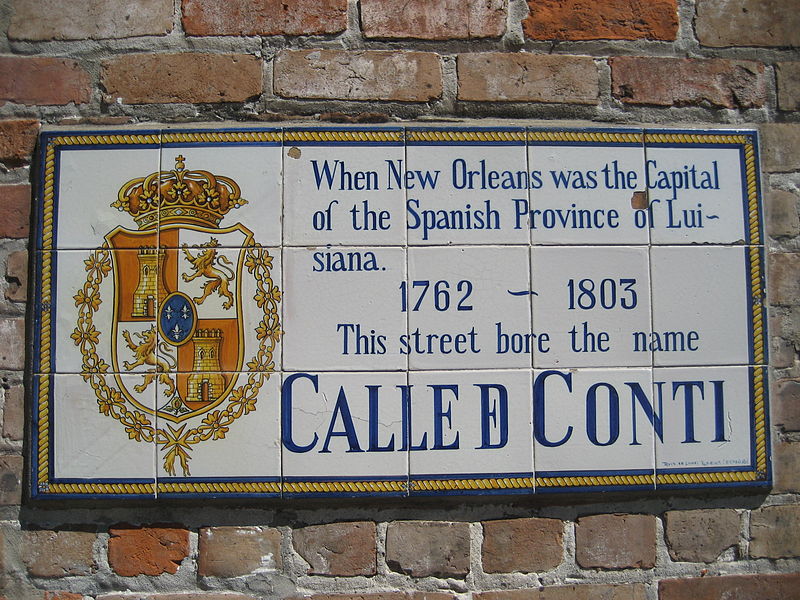 When New Orleans was the Capital
of the Spanish Province of Lui~
siana.
1762 ~ 1803
This street bore the name
CALLE D CONTI